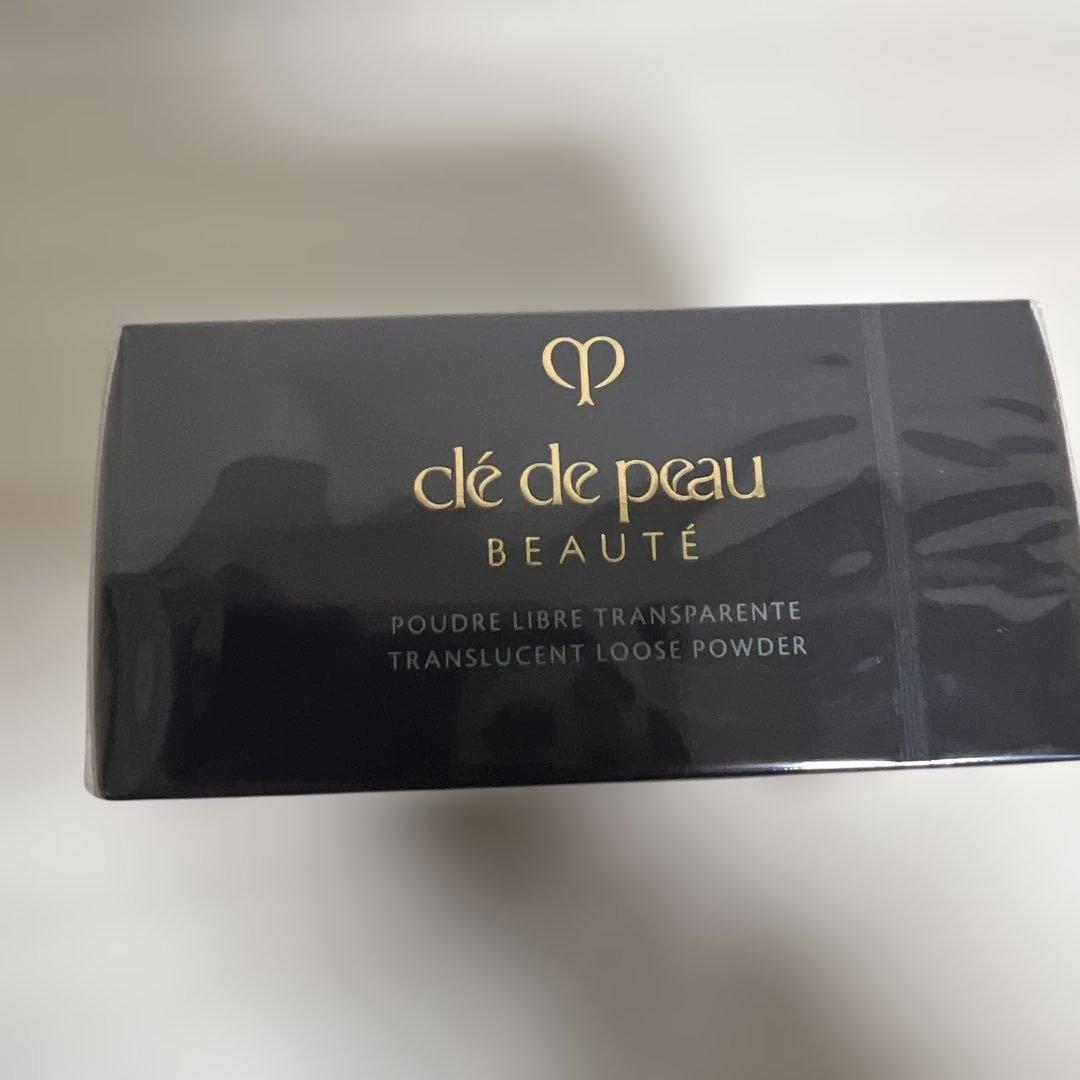 clé de peau
BEAUTÉ
POUDRE LIBRE TRANSPARENTE
TRANSLUCENT LOOSE POWDER